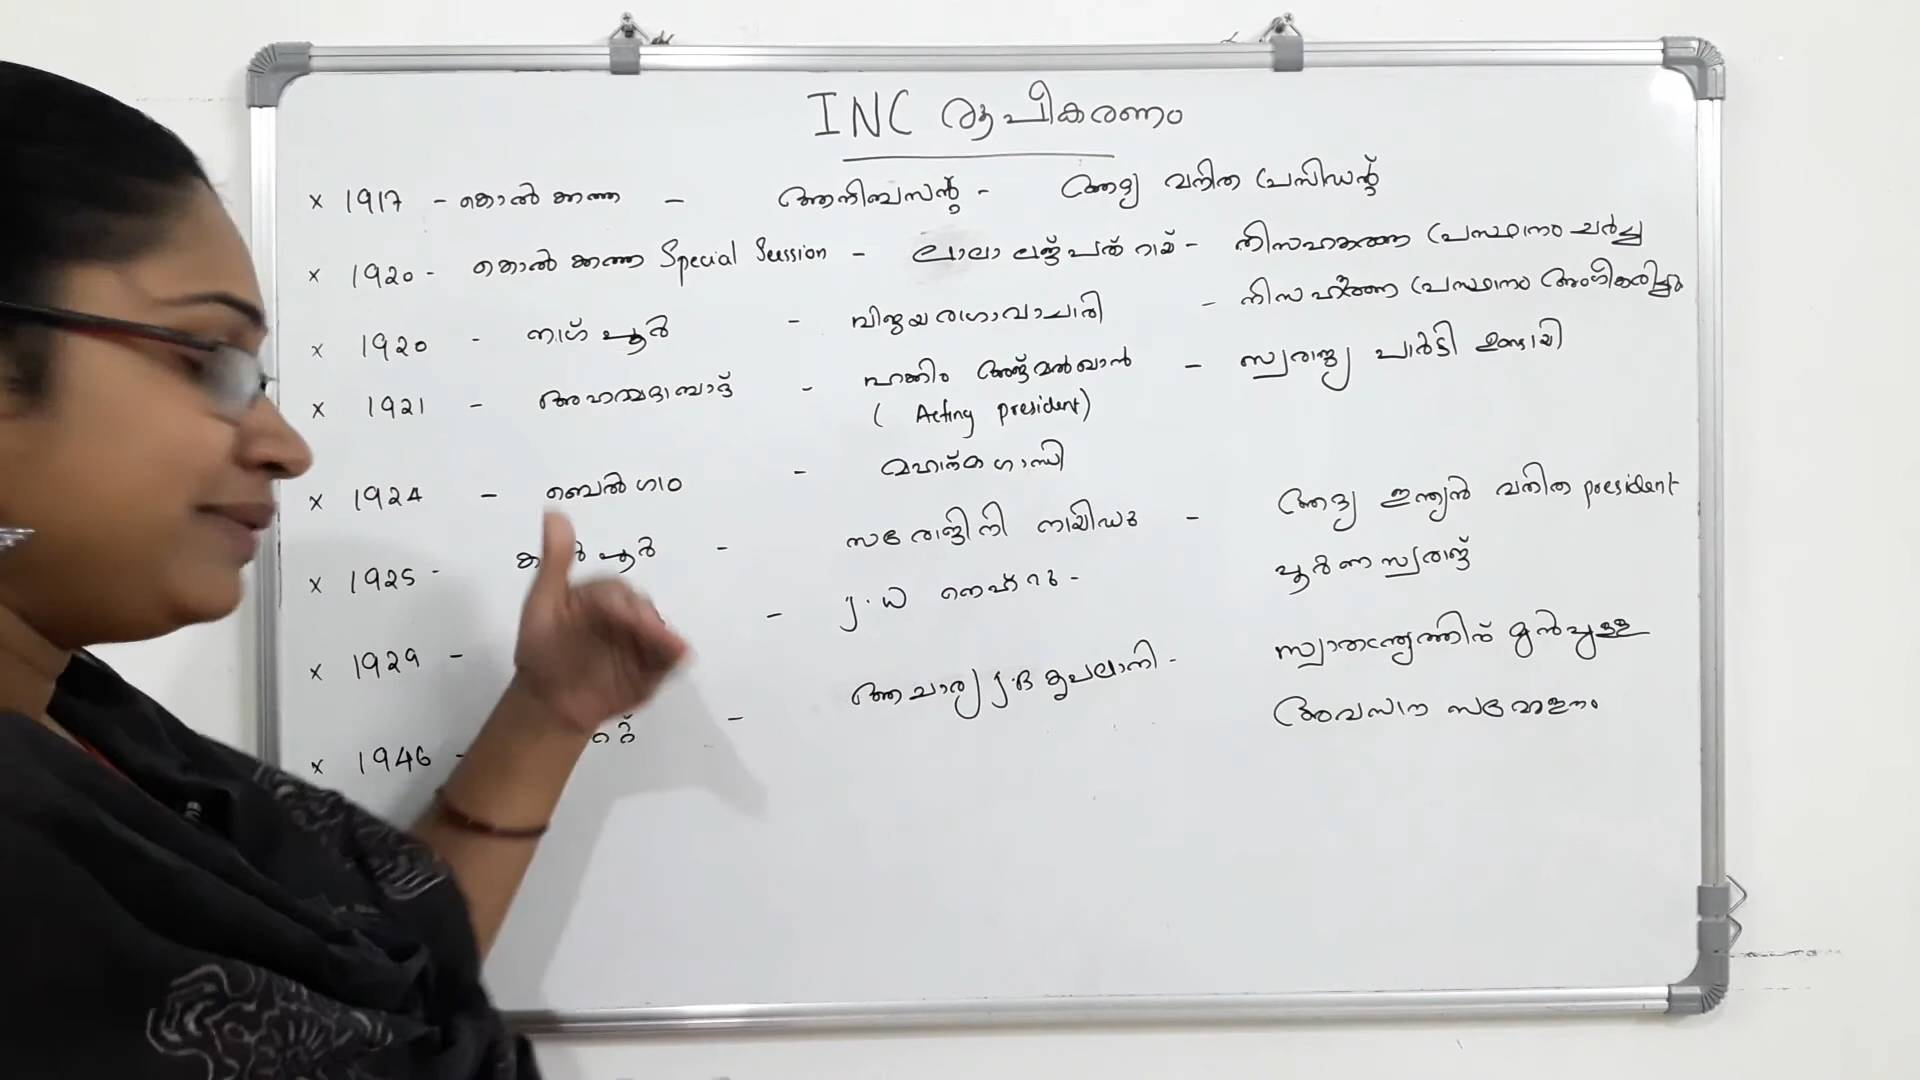 INC രൂപീകരണം
x 1917 - കൊൽക്കത്ത - ആനിബസന്റ് - ആദ്യ വനിത പ്രസിഡന്റ്
x 1920 - കൊൽക്കത്ത Special Session - ലാലാ ലജ്പത് റായ് - നിസഹകരണ പ്രസ്ഥാനം ചർച്ച
x 1920 - നാഗ്പൂർ - വിജയരാഘവാചാരി - നിസഹകരണ പ്രസ്ഥാനം അംഗീകരിച്ചു
x 1921 - അഹമ്മദാബാദ് - ഹക്കിം അജ്മൽഖാൻ - സ്വരാജ്യ പാർട്ടി ഉണ്ടായി
( Acting president)
x 1924 - ബെൽഗാം - മഹാത്മ ഗാന്ധി
x 1925 - പൂർ - സരോജിനി നായിഡു - ആദ്യ ഇന്ത്യൻ വനിത president
x 1929 - - J. W നെഹ്റു - പൂർണ സ്വരാജ്
x 1946 - - ആചാര്യ J.B കൃപലാനി - സ്വാതന്ത്ര്യത്തിന് മുൻപുള്ള
അവസാന സമ്മേളനം